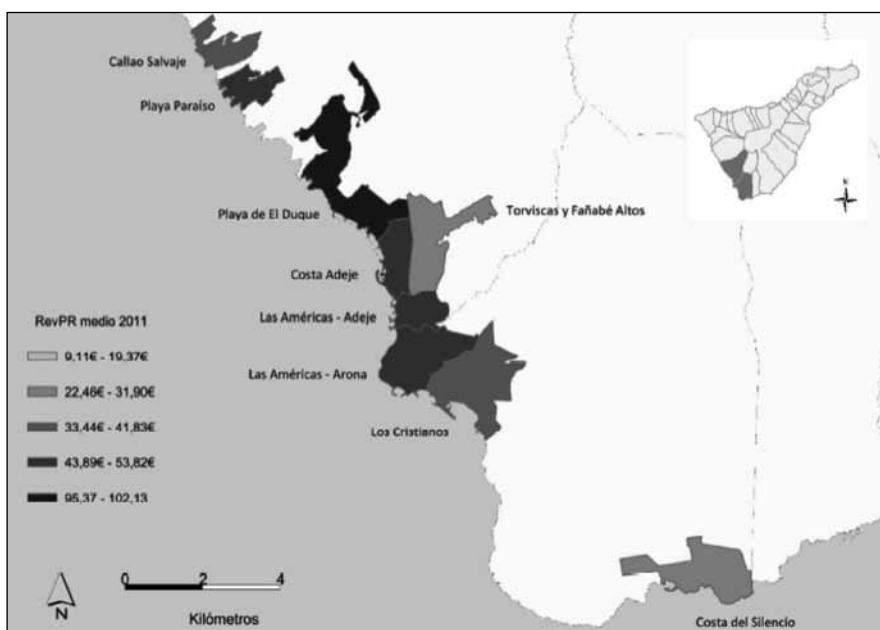 Callao Salvaje
Playa Paraíso
Playa de El Duque
Torviscas y Fañabé Altos
Costa Adeje
Las Américas - Adeje
Las Américas - Arona
Los Cristianos
Costa del Silencio
RevPR medio 2011
9,11€ - 19,37€
22,46€ - 31,90€
33,44€ - 41,83€
43,89€ - 53,82€
95,37 - 102,13
N
0 2 4
Kilómetros